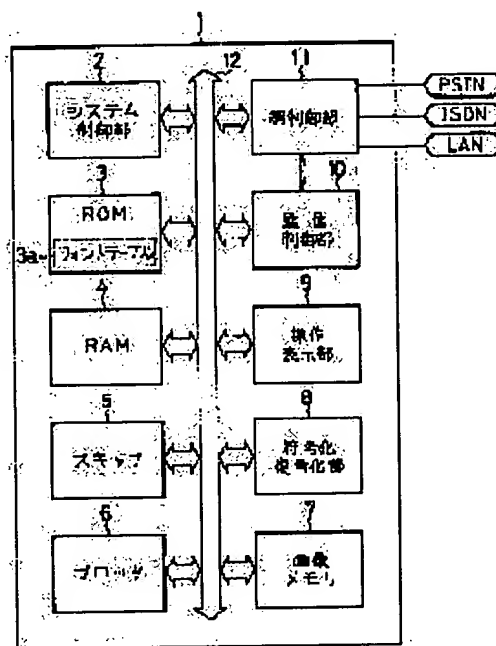 1
2
システム
制御部
12
11
網制御部
PSTN
ISDN
LAN
3
ROM
3a
フォントテーブル
10
通信
制御部
4
RAM
9
操作
表示部
5
スキャナ
8
符号化
復号化部
6
プロッタ
7
画像
メモリ